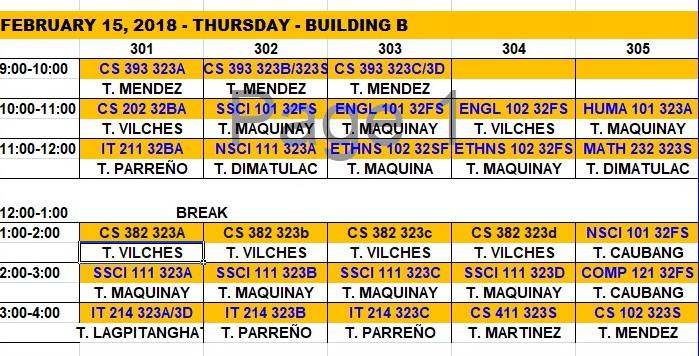 FEBRUARY 15, 2018 - THURSDAY - BUILDING B
301 302 303 304 305
9:00-10:00 CS 393 323A CS 393 323B/323S CS 393 323C/3D
T. MENDEZ T. MENDEZ T. MENDEZ
10:00-11:00 CS 202 32BA SSCI 101 32FS ENGL 101 32FS ENGL 102 32FS HUMA 101 323A
T. VILCHES T. MAQUINAY T. MAQUINAY T. VILCHES T. MAQUINAY
11:00-12:00 IT 211 32BA NSCI 111 323A ETHNS 102 32SF ETHNS 102 32FS MATH 232 323S
T. PARREÑO T. DIMATULAC T. MAQUINA T. MAQUINAY T. DIMATULAC
12:00-1:00 BREAK
1:00-2:00 CS 382 323A CS 382 323b CS 382 323c CS 382 323d NSCI 101 32FS
T. VILCHES T. VILCHES T. VILCHES T. VILCHES T. CAUBANG
2:00-3:00 SSCI 111 323A SSCI 111 323B SSCI 111 323C SSCI 111 323D COMP 121 32FS
T. MAQUINAY T. MAQUINAY T. MAQUINAY T. MAQUINAY T. CAUBANG
3:00-4:00 IT 214 323A/3D IT 214 323B IT 214 323C CS 411 323S CS 102 323S
T. LAGPITANGHAT T. PARREÑO T. PARREÑO T. MARTINEZ T. MENDEZ
Page 1